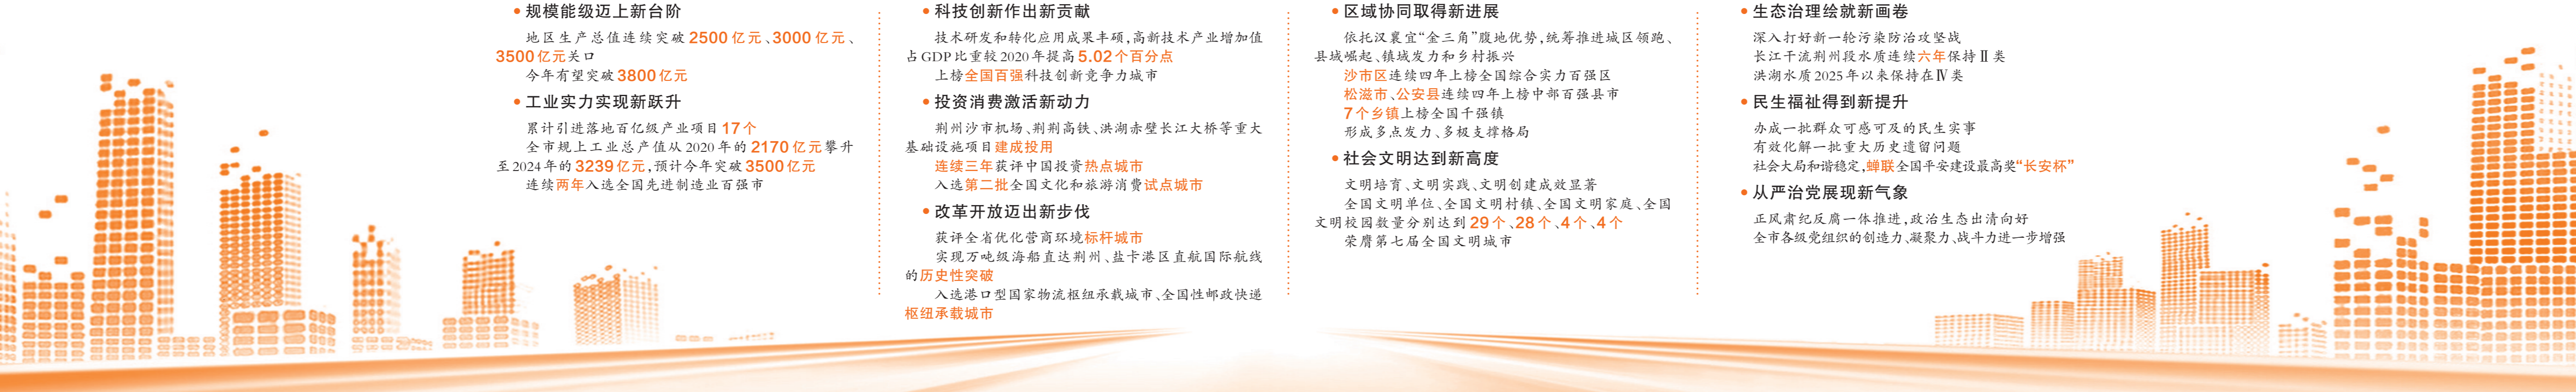 •规模能级迈上新台阶
地区生产总值连续突破2500亿元、3000亿元、
3500亿元关口
今年有望突破3800亿元
•工业实力实现新跃升
累计引进落地百亿级产业项目17个
全市规上工业总产值从2020年的2170亿元攀升
至2024年的3239亿元,预计今年突破3500亿元
连续两年入选全国先进制造业百强市
•科技创新作出新贡献
技术研发和转化应用成果丰硕,高新技术产业增加值
占GDP比重较2020年提高5.02个百分点
上榜全国百强科技创新竞争力城市
•投资消费激活新动力
荆州沙市机场、荆荆高铁、洪湖赤壁长江大桥等重大
基础设施项目建成投用
连续三年获评中国投资热点城市
入选第二批全国文化和旅游消费试点城市
•改革开放迈出新步伐
获评全省优化营商环境标杆城市
实现万吨级海船直达荆州、盐卡港区直航国际航线
的历史性突破
入选港口型国家物流枢纽承载城市、全国性邮政快递
枢纽承载城市
•区域协同取得新进展
依托汉襄宜“金三角”腹地优势,统筹推进城区领跑、
县域崛起、镇域发力和乡村振兴
沙市区连续四年上榜全国综合实力百强区
松滋市、公安县连续四年上榜中部百强县市
7个乡镇上榜全国千强镇
形成多点发力、多极支撑格局
•社会文明达到新高度
文明培育、文明实践、文明创建成效显著
全国文明单位、全国文明村镇、全国文明家庭、全国
文明校园数量分别达到29个、28个、4个、4个
荣膺第七届全国文明城市
•生态治理绘就新画卷
深入打好新一轮污染防治攻坚战
长江干流荆州段水质连续六年保持Ⅱ类
洪湖水质2025年以来保持在Ⅳ类
•民生福祉得到新提升
办成一批群众可感可及的民生实事
有效化解一批重大历史遗留问题
社会大局和谐稳定,蝉联全国平安建设最高奖“长安杯”
•从严治党展现新气象
正风肃纪反腐一体推进,政治生态出清向好
全市各级党组织的创造力、凝聚力、战斗力进一步增强